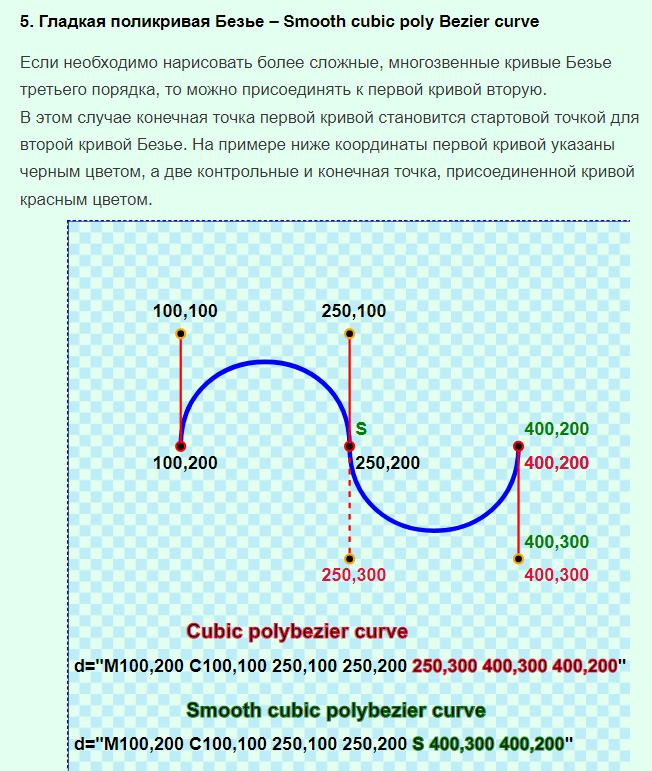 5. Гладкая поликривая Безье – Smooth cubic poly Bezier curve
Если необходимо нарисовать более сложные, многозвенные кривые Безье
третьего порядка, то можно присоединять к первой кривой вторую.
В этом случае конечная точка первой кривой становится стартовой точкой для
второй кривой Безье. На примере ниже координаты первой кривой указаны
черным цветом, а две контрольные и конечная точка, присоединенной кривой
красным цветом.
100,100 250,100
S 400,200
100,200 250,200 400,200
400,300
250,300 400,300
Cubic polybezier curve
d="M100,200 C100,100 250,100 250,200 250,300 400,300 400,200"
Smooth cubic polybezier curve
d="M100,200 C100,100 250,100 250,200 S 400,300 400,200"